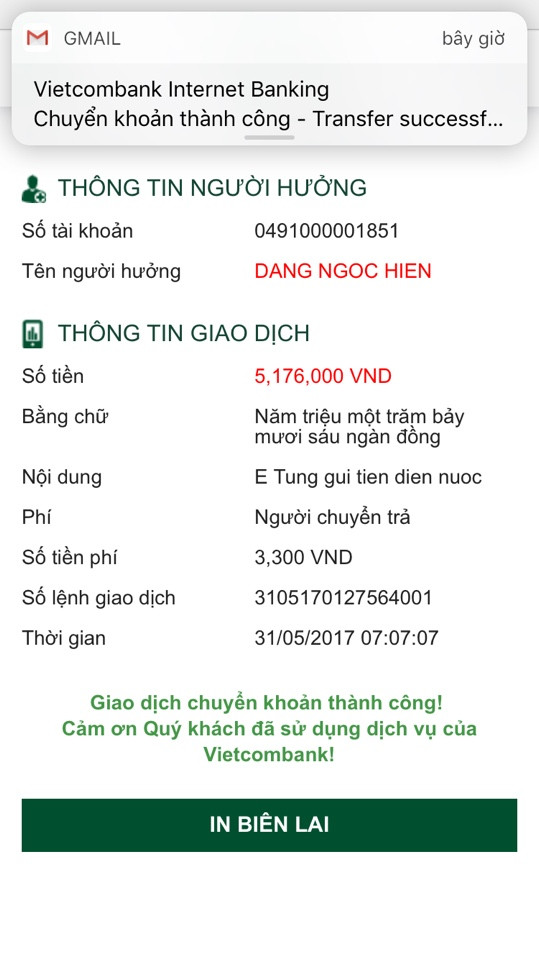 GMAIL
bây giờ
Vietcombank Internet Banking
Chuyển khoản thành công - Transfer successf...
THÔNG TIN NGƯỜI HƯỞNG
Số tài khoản 0491000001851
Tên người hưởng DANG NGOC HIEN
THÔNG TIN GIAO DỊCH
Số tiền 5,176,000 VND
Bằng chữ Năm triệu một trăm bảy
mươi sáu ngàn đồng
Nội dung E Tung gui tien dien nuoc
Phí Người chuyển trả
Số tiền phí 3,300 VND
Số lệnh giao dịch 3105170127564001
Thời gian 31/05/2017 07:07:07
Giao dịch chuyển khoản thành công!
Cảm ơn Quý khách đã sử dụng dịch vụ của
Vietcombank!
IN BIÊN LAI